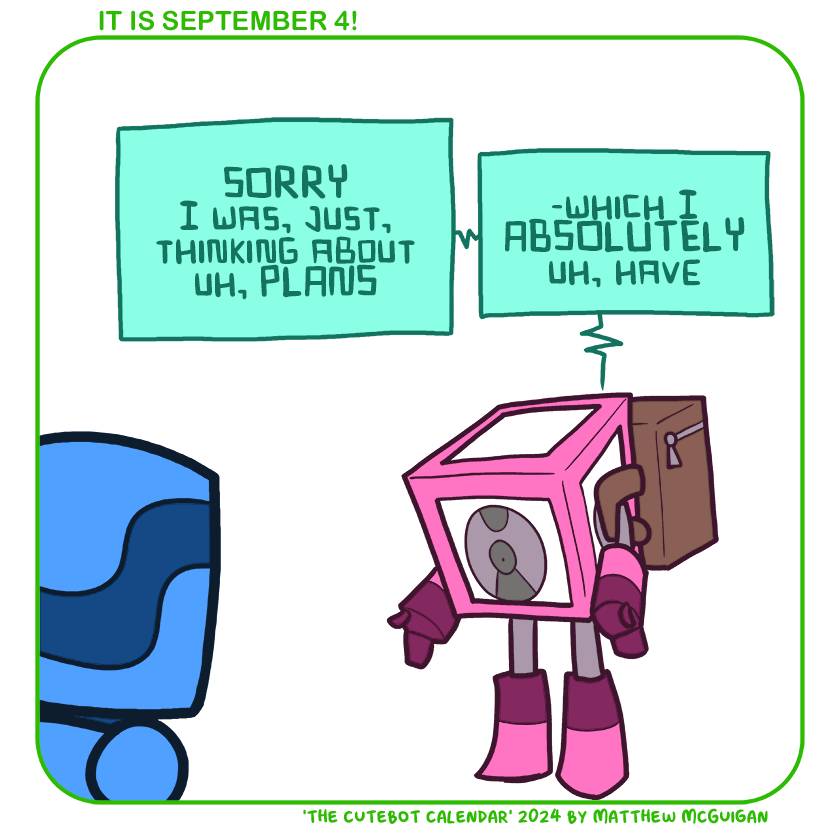 IT IS SEPTEMBER 4!
SORRY
I WAS, JUST,
THINKING ABOUT
UH, PLANS
-WHICH I
ABSOLUTELY
UH, HAVE
'THE CUTEBOT CALENDAR' 2024 BY MATTHEW MCGUIGAN